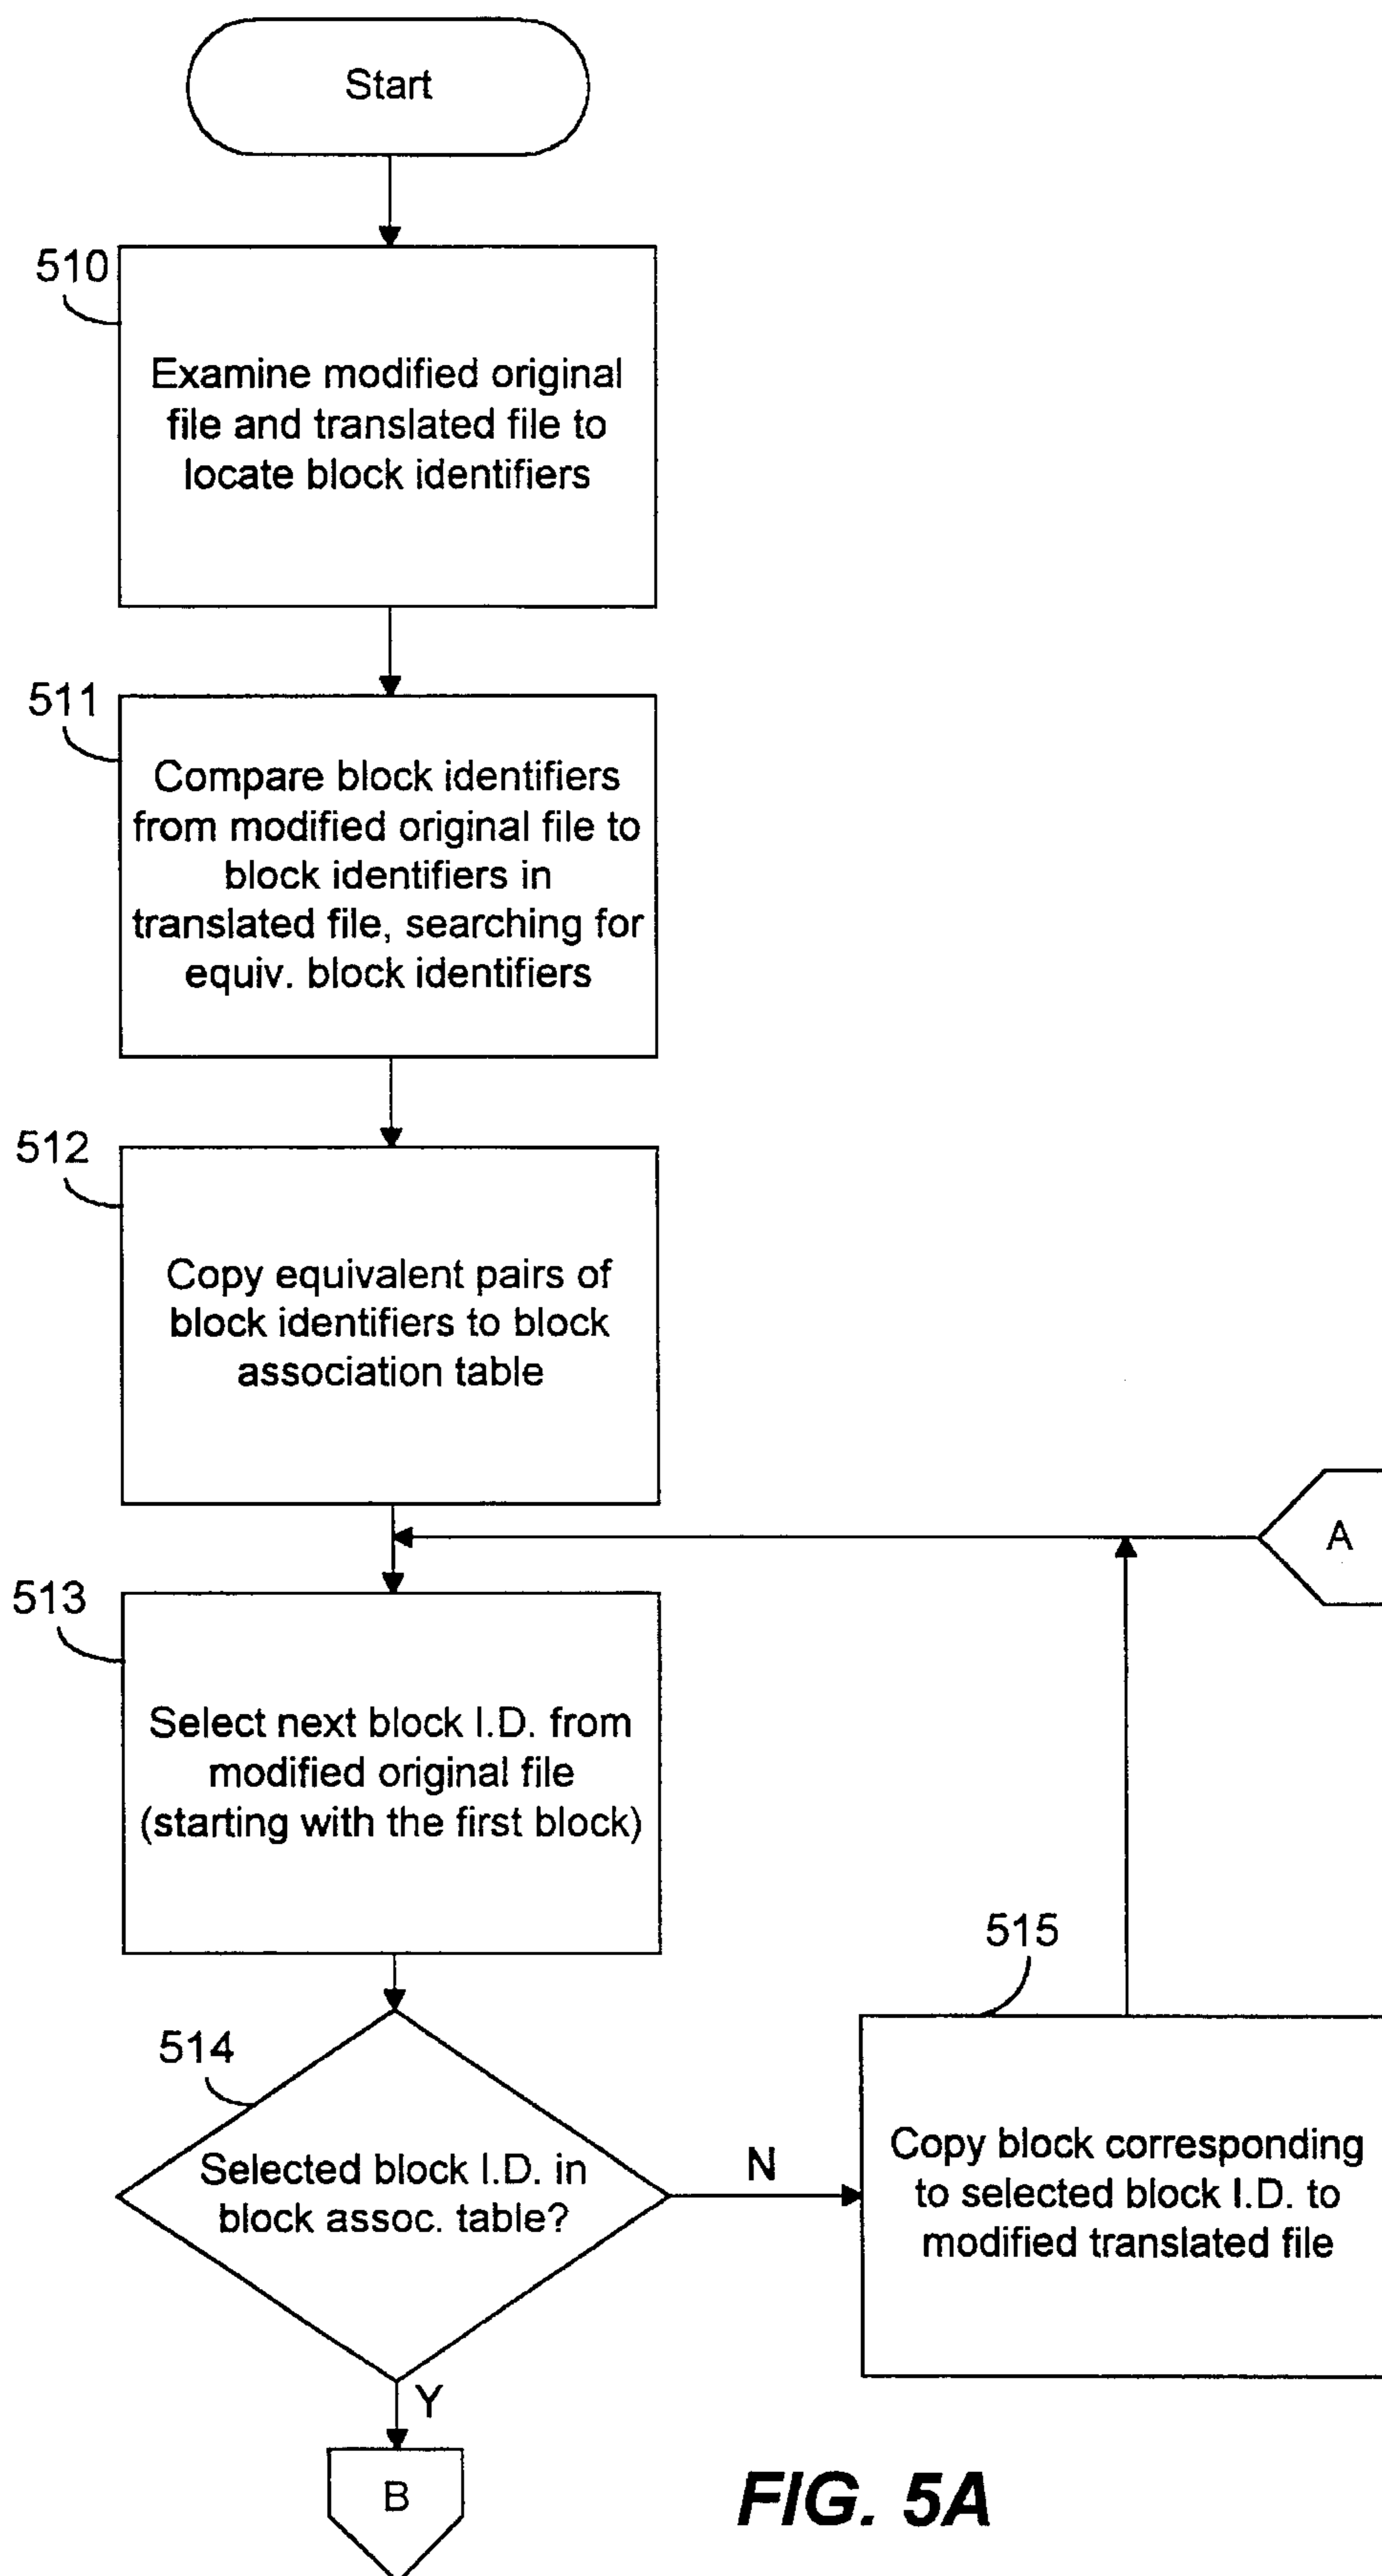 Start
510
Examine modified original
file and translated file to
locate block identifiers
511
Compare block identifiers
from modified original file to
block identifiers in
translated file, searching for
equiv. block identifiers
512
Copy equivalent pairs of
block identifiers to block
association table
A
513
Select next block I.D. from
modified original file
(starting with the first block)
515
514
Selected block I.D. in
block assoc. table?
N
Copy block corresponding
to selected block I.D. to
modified translated file
Y
B
FIG. 5A